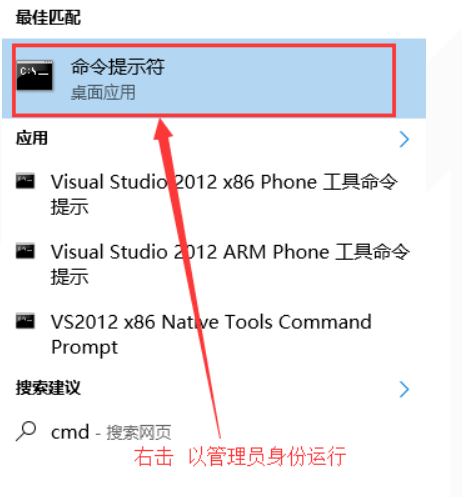 最佳匹配
C:\_
命令提示符
桌面应用
应用
Visual Studio 2012 x86 Phone 工具命令
提示
Visual Studio 2012 ARM Phone 工具命令
提示
VS2012 x86 Native Tools Command
Prompt
搜索建议
cmd - 搜索网页
右击 以管理员身份运行